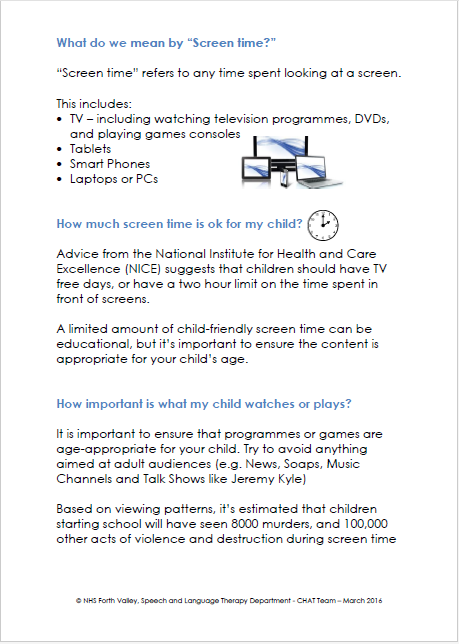 What do we mean by “Screen time?”
“Screen time” refers to any time spent looking at a screen.
This includes:
• TV – including watching television programmes, DVDs,
and playing games consoles
• Tablets
• Smart Phones
• Laptops or PCs
How much screen time is ok for my child?
Advice from the National Institute for Health and Care
Excellence (NICE) suggests that children should have TV
free days, or have a two hour limit on the time spent in
front of screens.
A limited amount of child-friendly screen time can be
educational, but it’s important to ensure the content is
appropriate for your child’s age.
How important is what my child watches or plays?
It is important to ensure that programmes or games are
age-appropriate for your child. Try to avoid anything
aimed at adult audiences (e.g. News, Soaps, Music
Channels and Talk Shows like Jeremy Kyle)
Based on viewing patterns, it’s estimated that children
starting school will have seen 8000 murders, and 100,000
other acts of violence and destruction during screen time
© NHS Forth Valley, Speech and Language Therapy Department - CHAT Team – March 2016